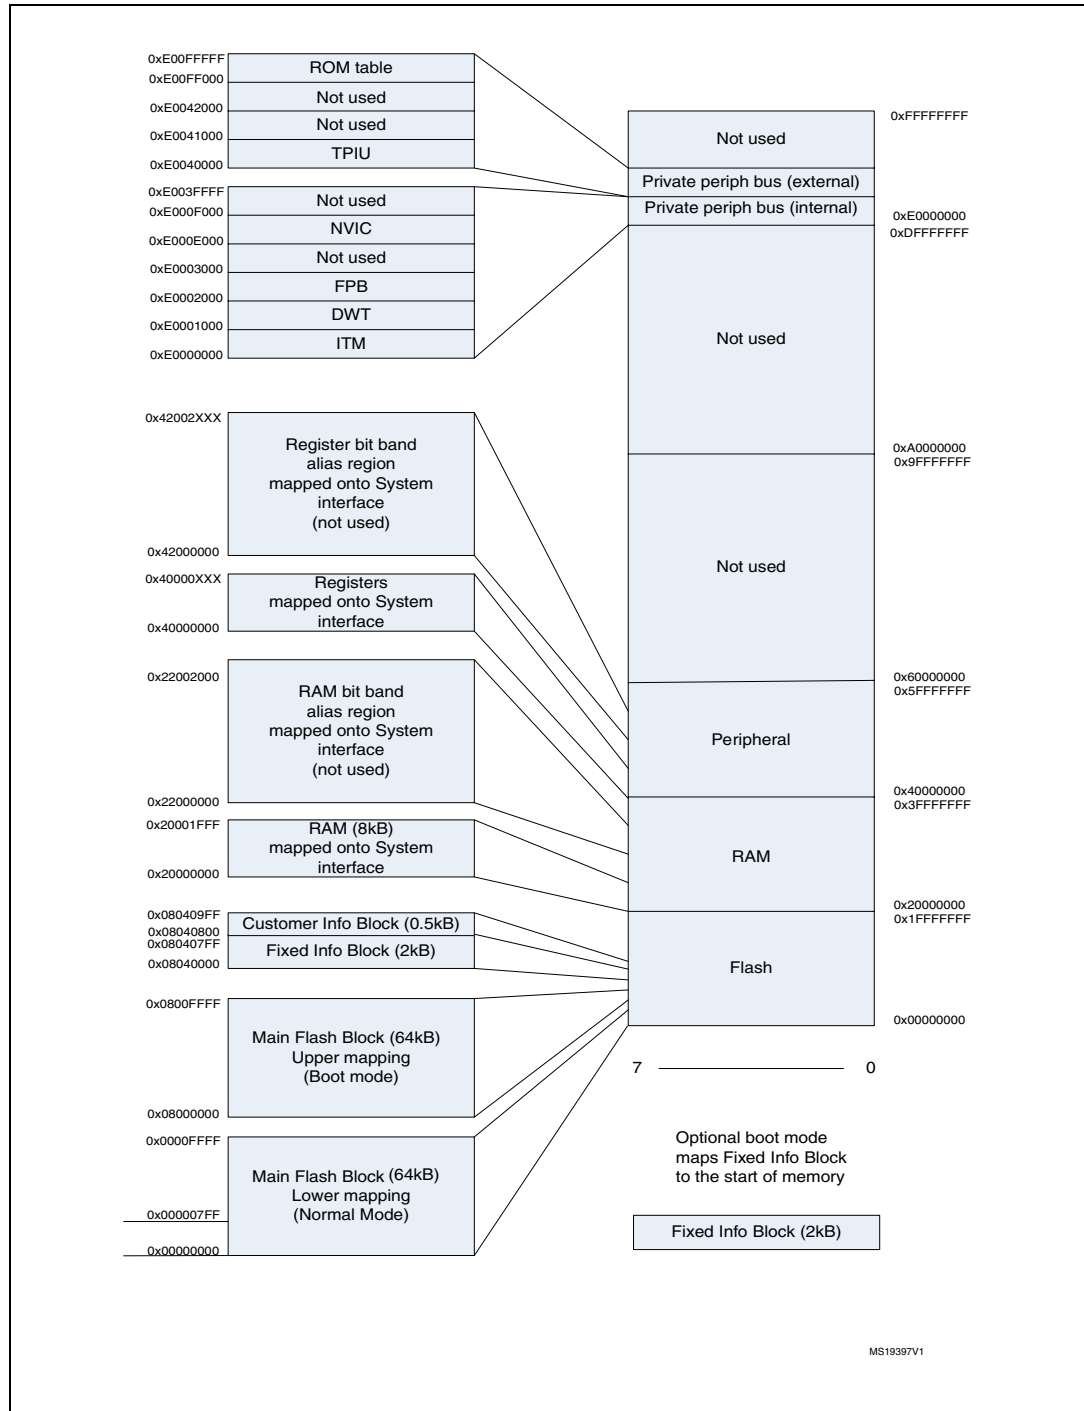 0xE00FFFFF
ROM table
0xE00FF000
Not used
0xE0042000
Not used
0xE0041000
TPIU
0xE0040000
0xE003FFFF
Not used
0xE000F000
NVIC
0xE000E000
Not used
0xE0003000
FPB
0xE0002000
DWT
0xE0001000
ITM
0xE0000000
0x42002XXX
Register bit band
alias region
mapped onto System
interface
(not used)
0x42000000
0x40000XXX
Registers
mapped onto System
interface
0x40000000
0x22002000
RAM bit band
alias region
mapped onto System
interface
(not used)
0x22000000
0x20001FFF
RAM (8kB)
mapped onto System
interface
0x20000000
0x080409FF
Customer Info Block (0.5kB)
0x08040800
0x080407FF
Fixed Info Block (2kB)
0x08040000
0x0800FFFF
Main Flash Block (64kB)
Upper mapping
(Boot mode)
0x08000000
0x0000FFFF
Main Flash Block (64kB)
Lower mapping
(Normal Mode)
0x000007FF
0x00000000
0xFFFFFFFF
Not used
Private periph bus (external)
Private periph bus (internal)
0xE0000000
0xDFFFFFFF
Not used
0xA0000000
0x9FFFFFFF
Not used
0x60000000
0x5FFFFFFF
Peripheral
0x40000000
0x3FFFFFFF
RAM
0x20000000
0x1FFFFFFF
Flash
0x00000000
7 0
Optional boot mode
maps Fixed Info Block
to the start of memory
Fixed Info Block (2kB)
MS19397V1